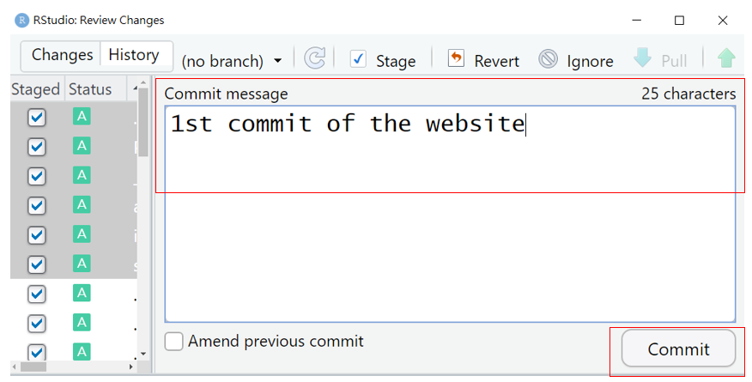 R RStudio: Review Changes
Changes History (no branch) Stage Revert Ignore Pull
Staged Status
Commit message 25 characters
1st commit of the website
A
A
A
A
A
A
A
A
A
Amend previous commit
Commit